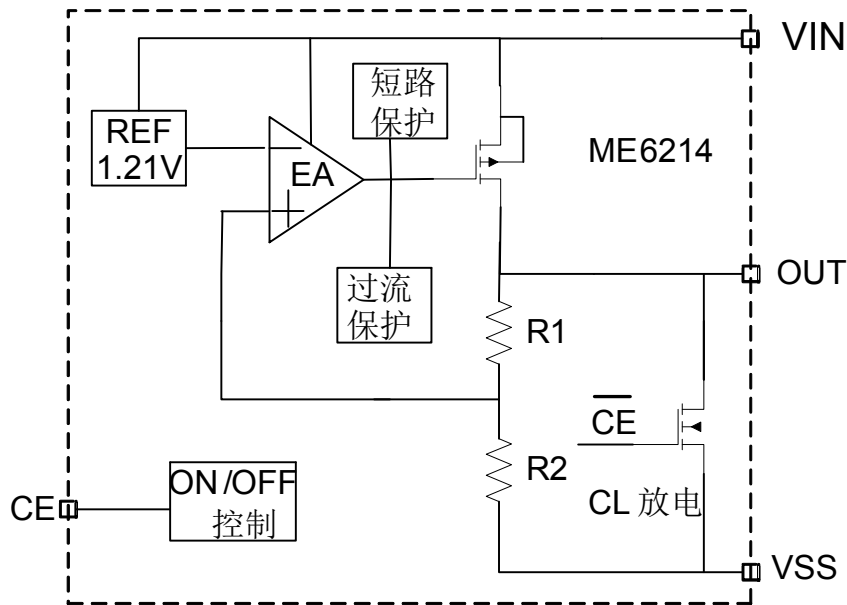 VIN
短路
保护
REF
1.21V
ME6214
EA
OUT
过流
保护
R1
CE
R2
ON/OFF
控制
CE
CL 放电
VSS